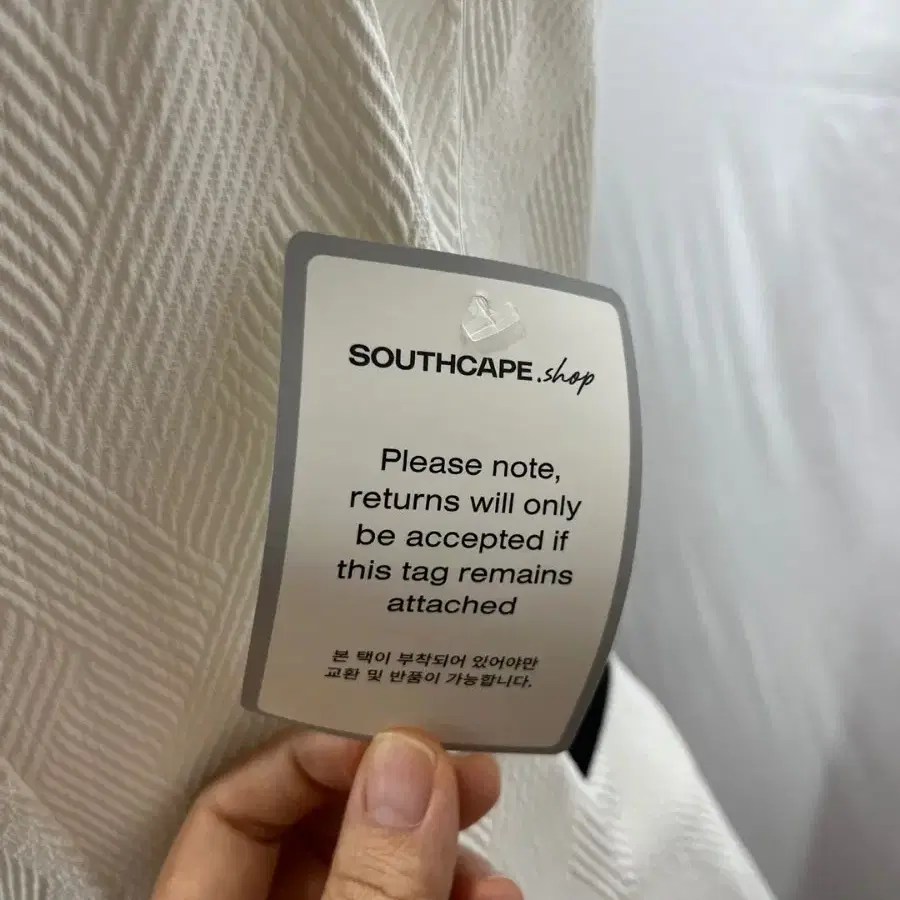 SOUTHCAPE.shop
Please note,
returns will only
be accepted if
this tag remains
attached
본 택이 부착되어 있어야만
교환 및 반품이 가능합니다.